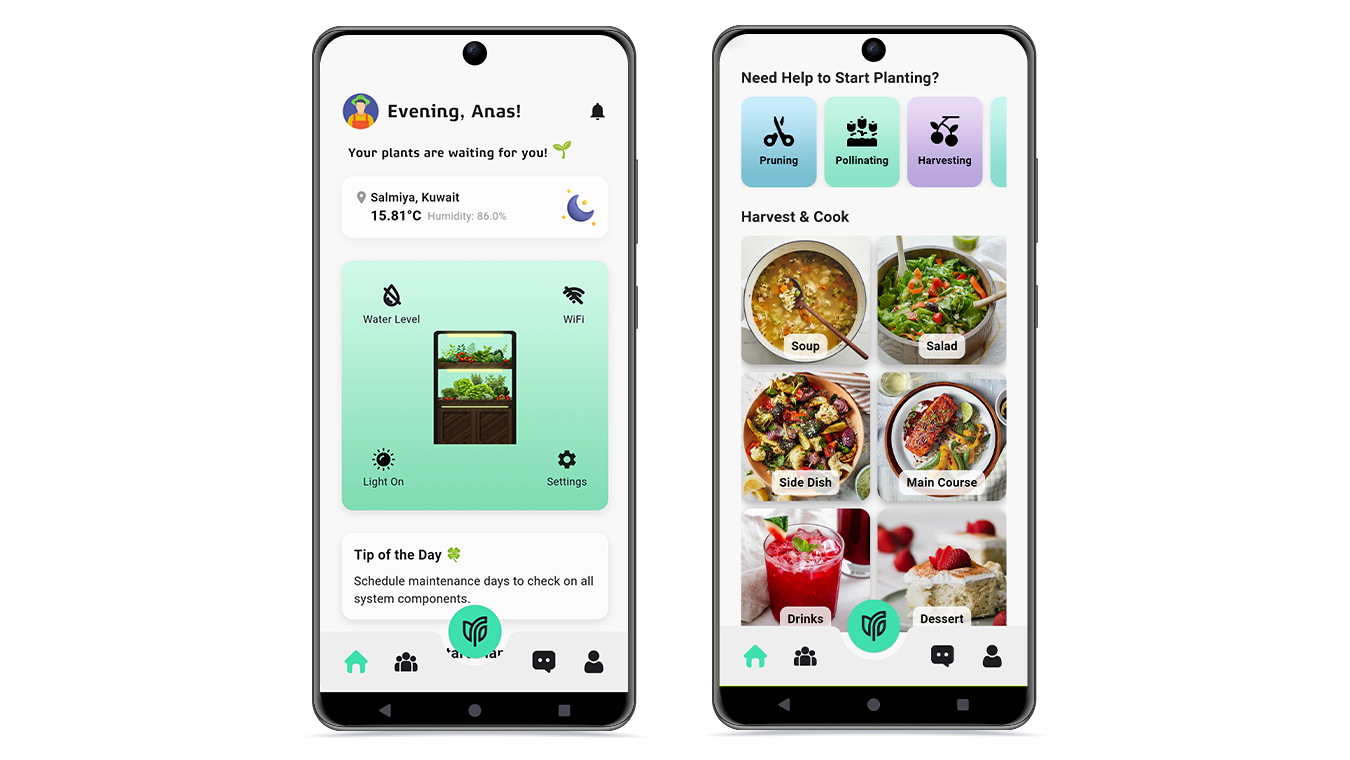 Evening, Anas!
Your plants are waiting for you!
Salmiya, Kuwait
15.81°C Humidity: 86.0%
Water Level
WiFi
Light On
Settings
Tip of the Day
Schedule maintenance days to check on all
system components.
Need Help to Start Planting?
Pruning
Pollinating
Harvesting
Harvest & Cook
Soup
Salad
Side Dish
Main Course
Drinks
Dessert